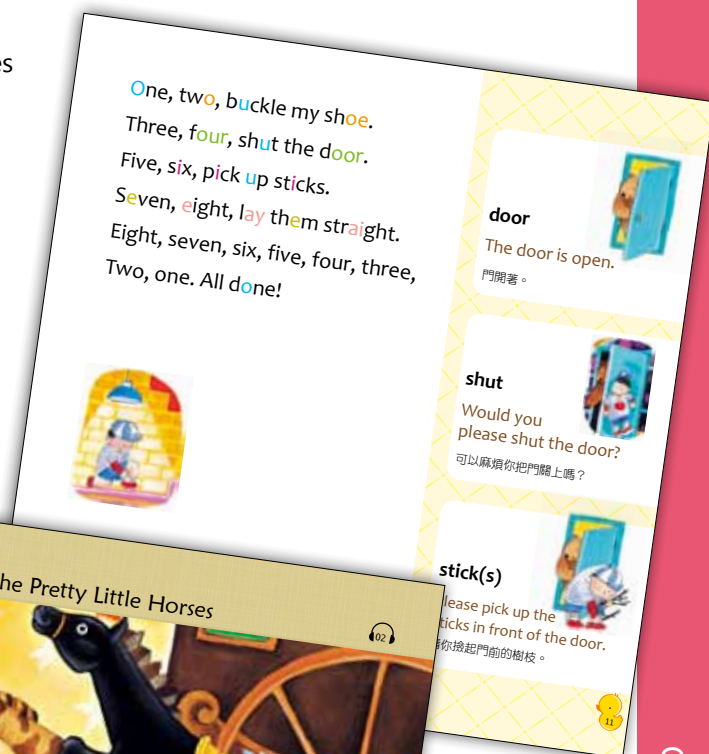 es
One, two, buckle my shoe.
Three, four, shut the door.
Five, six, pick up sticks.
Seven, eight, lay them straight.
Eight, seven, six, five, four, three,
Two, one. All done!
door
The door is open.
門開著。
shut
Would you
please shut the door?
可以麻煩你把門關上嗎？
stick(s)
lease pick up the
ticks in front of the door.
你撿起門前的樹枝。
11
he Pretty Little Horses
02